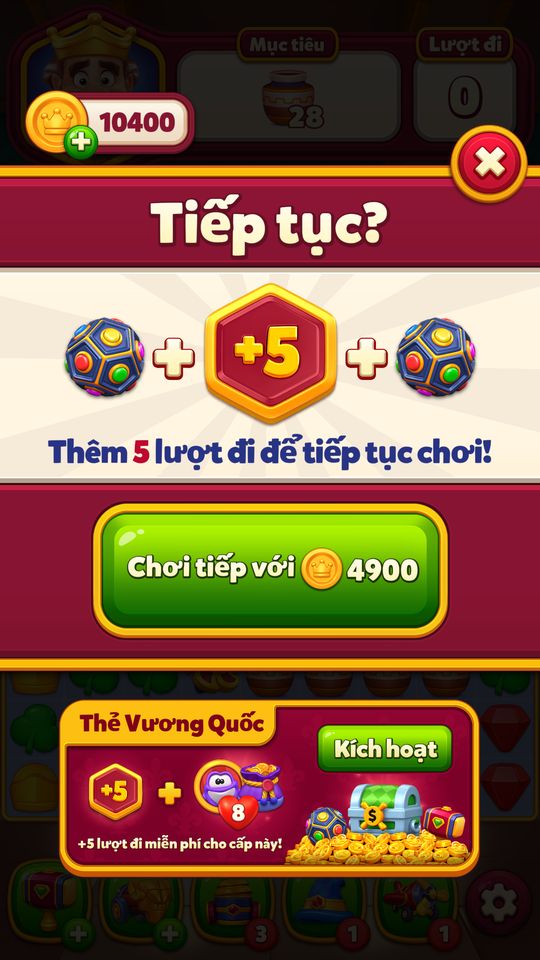 Mục tiêu
Lượt đi
28
0
10400
Tiếp tục?
+5
Thêm 5 lượt đi để tiếp tục chơi!
Chơi tiếp với 4900
Thẻ Vương Quốc
Kích hoạt
+5
8
$
+5 lượt đi miễn phí cho cấp này!
3
1
1